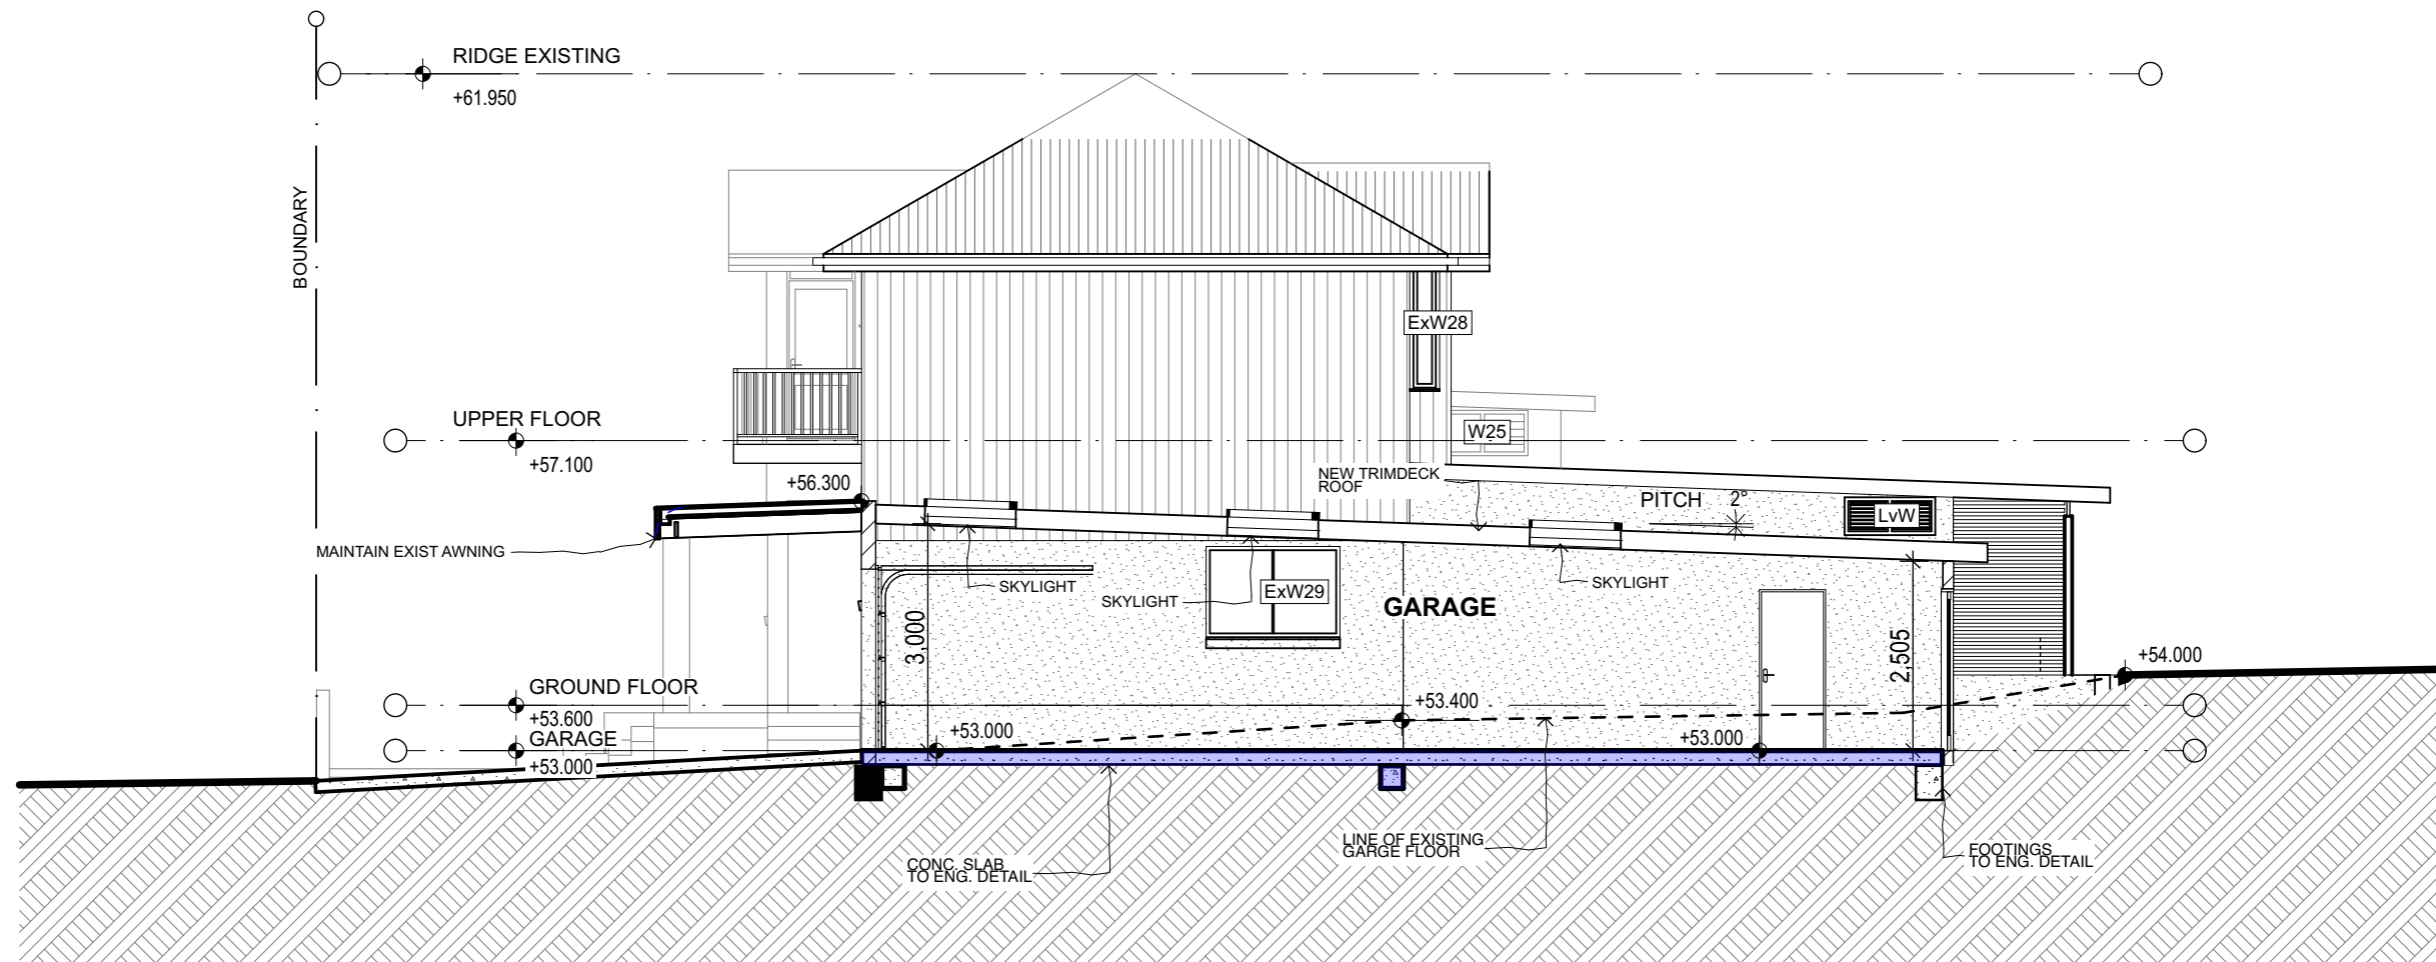 RIDGE EXISTING
+61.950
BOUNDARY
ExW28
UPPER FLOOR
+57.100
W25
+56.300
NEW TRIMDECK
ROOF
PITCH 2°
LvW
MAINTAIN EXIST AWNING
SKYLIGHT
SKYLIGHT
ExW29
SKYLIGHT
GARAGE
3,000
2,505
+54.000
GROUND FLOOR
+53.600
+53.400
GARAGE
+53.000
+53.000
+53.000
LINE OF EXISTING
GARGE FLOOR
CONC. SLAB
TO ENG. DETAIL
FOOTINGS
TO ENG. DETAIL